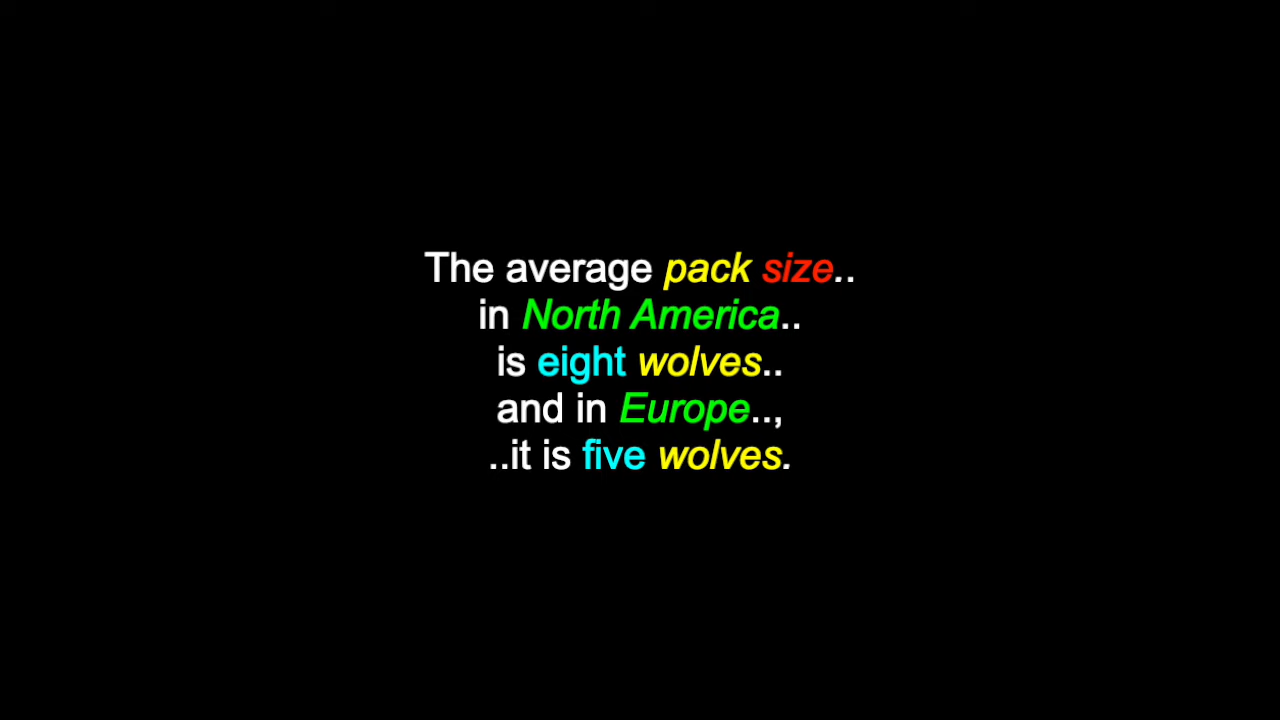 The average pack size..
in North America..
is eight wolves..
and in Europe..,
..it is five wolves.